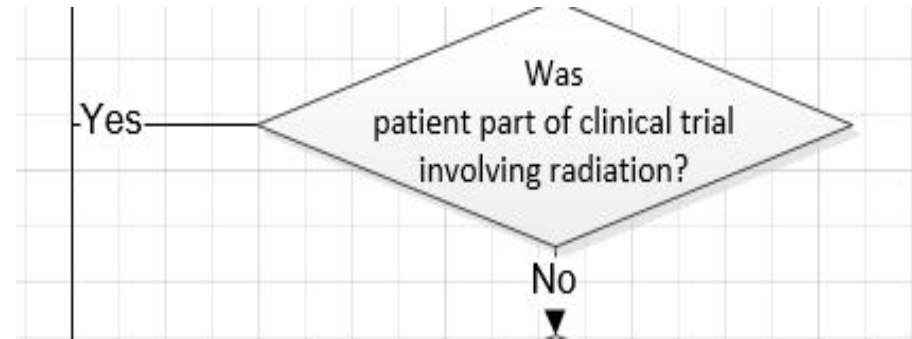 Was
Yes
patient part of clinical trial
involving radiation?
No